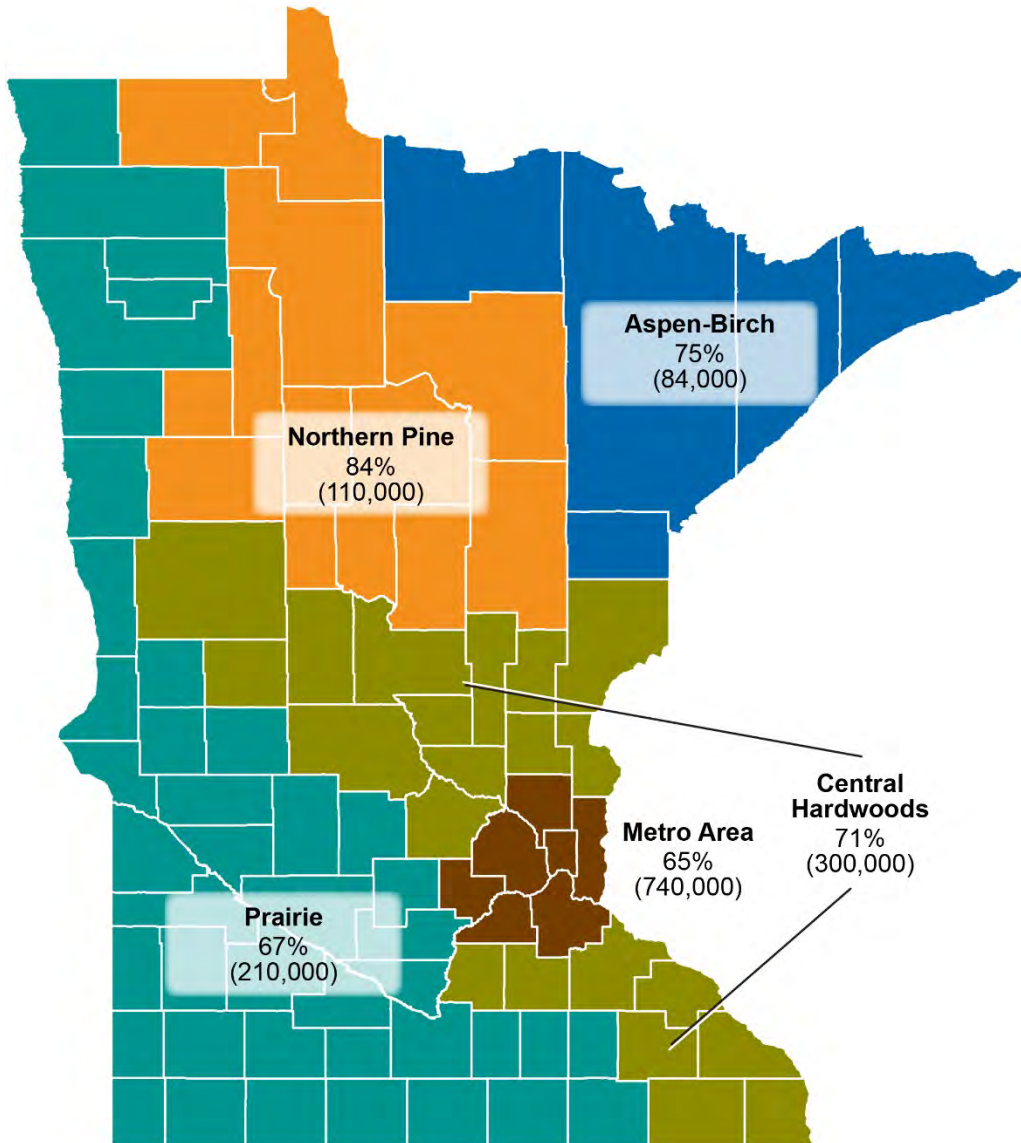 Aspen-Birch
75%
(84,000)
Northern Pine
84%
(110,000)
Central
Hardwoods
71%
(300,000)
Metro Area
65%
(740,000)
Prairie
67%
(210,000)